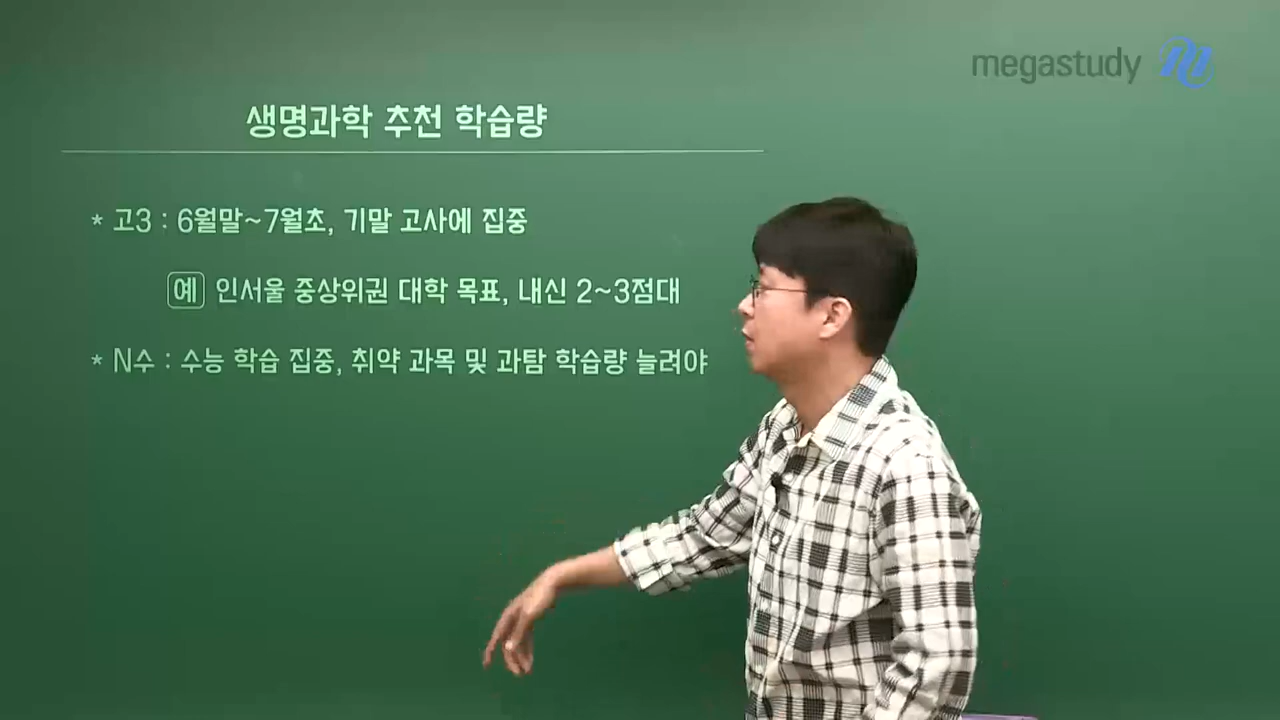 megastudy
생명과학 추천 학습량
* 고3 : 6월말~7월초, 기말 고사에 집중
예 인서울 중상위권 대학 목표, 내신 2~3점대
* N수 : 수능 학습 집중, 취약 과목 및 과탐 학습량 늘려야